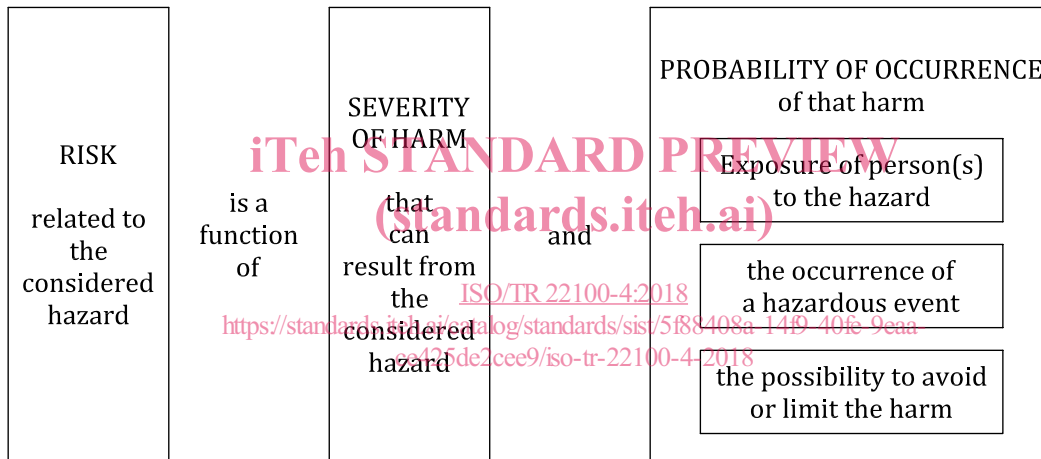 RISK
related to
the
considered
hazard
is a
function
of
SEVERITY
OF HARM
that
can
result from
the
considered
hazard
and
PROBABILITY OF OCCURRENCE
of that harm
Exposure of person(s)
to the hazard
the occurrence of
a hazardous event
the possibility to avoid
or limit the harm
iTeh STANDARD PREVIEW
(standards.iteh.ai)
ISO/TR 22100-4:2018
https://standards.iteh.ai/catalog/standards/sist/5f88408a-14f9-40fe-9eaa-
ce425de2cee9/iso-tr-22100-4-2018